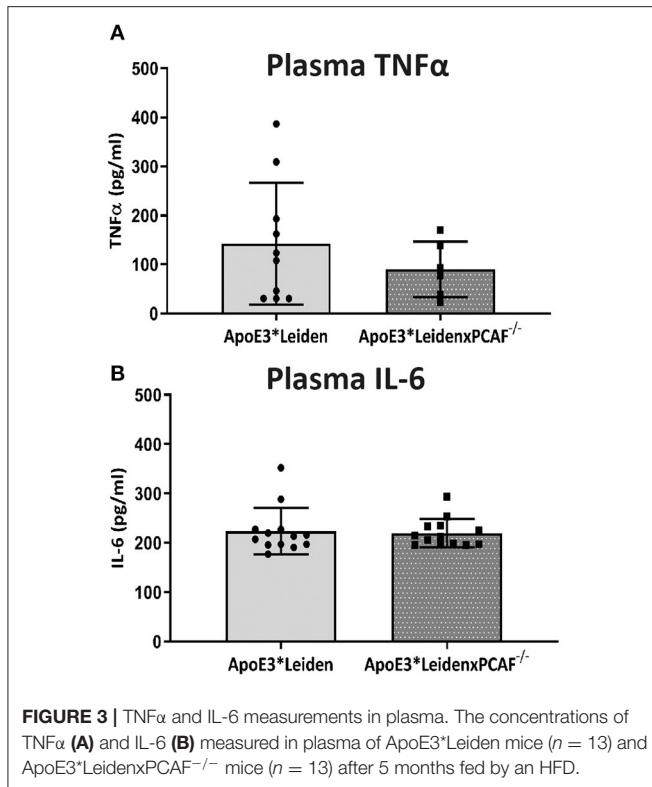 A
Plasma TNFα
500
400
300
200
100
0
TNFα (pg/ml)
ApoE3*Leiden ApoE3*LeidenxPCAF-/-
B
Plasma IL-6
500
400
300
200
100
0
IL-6 (pg/ml)
ApoE3*Leiden ApoE3*LeidenxPCAF-/-
FIGURE 3 | TNFα and IL-6 measurements in plasma. The concentrations of
TNFα (A) and IL-6 (B) measured in plasma of ApoE3*Leiden mice (n = 13) and
ApoE3*LeidenxPCAF−/− mice (n = 13) after 5 months fed by an HFD.